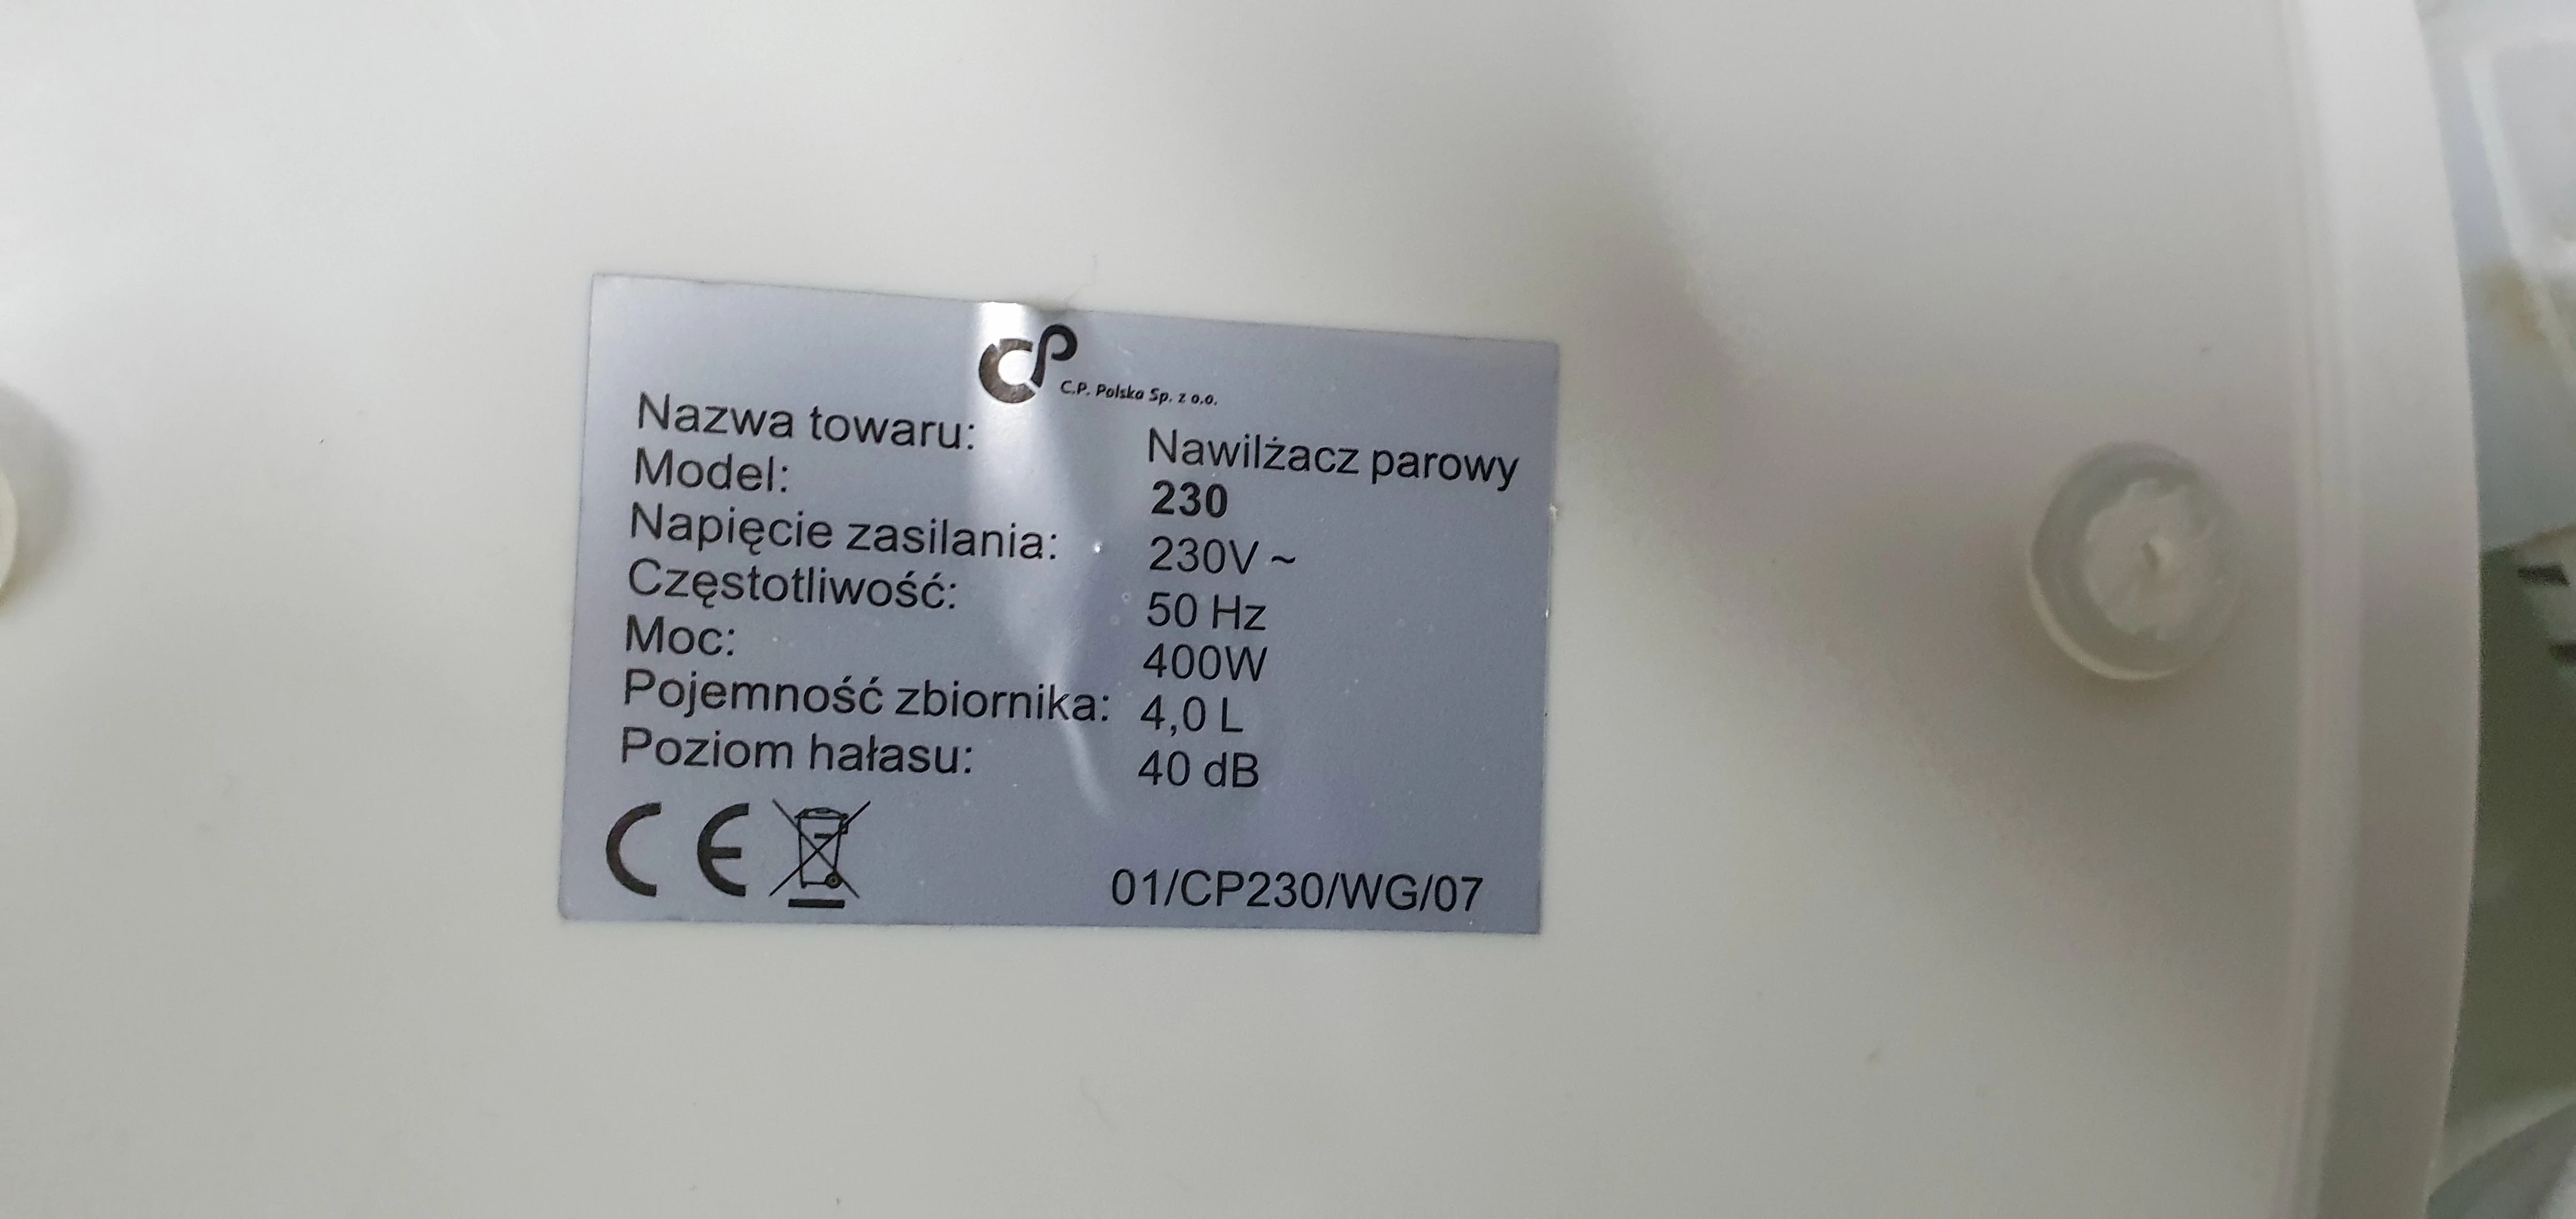 CP
C.P. Polska Sp. z o.o.
Nazwa towaru: Nawilżacz parowy
Model: 230
Napięcie zasilania: 230V ~
Częstotliwość: 50 Hz
Moc: 400W
Pojemność zbiornika: 4,0 L
Poziom hałasu: 40 dB
CE
01/CP230/WG/07